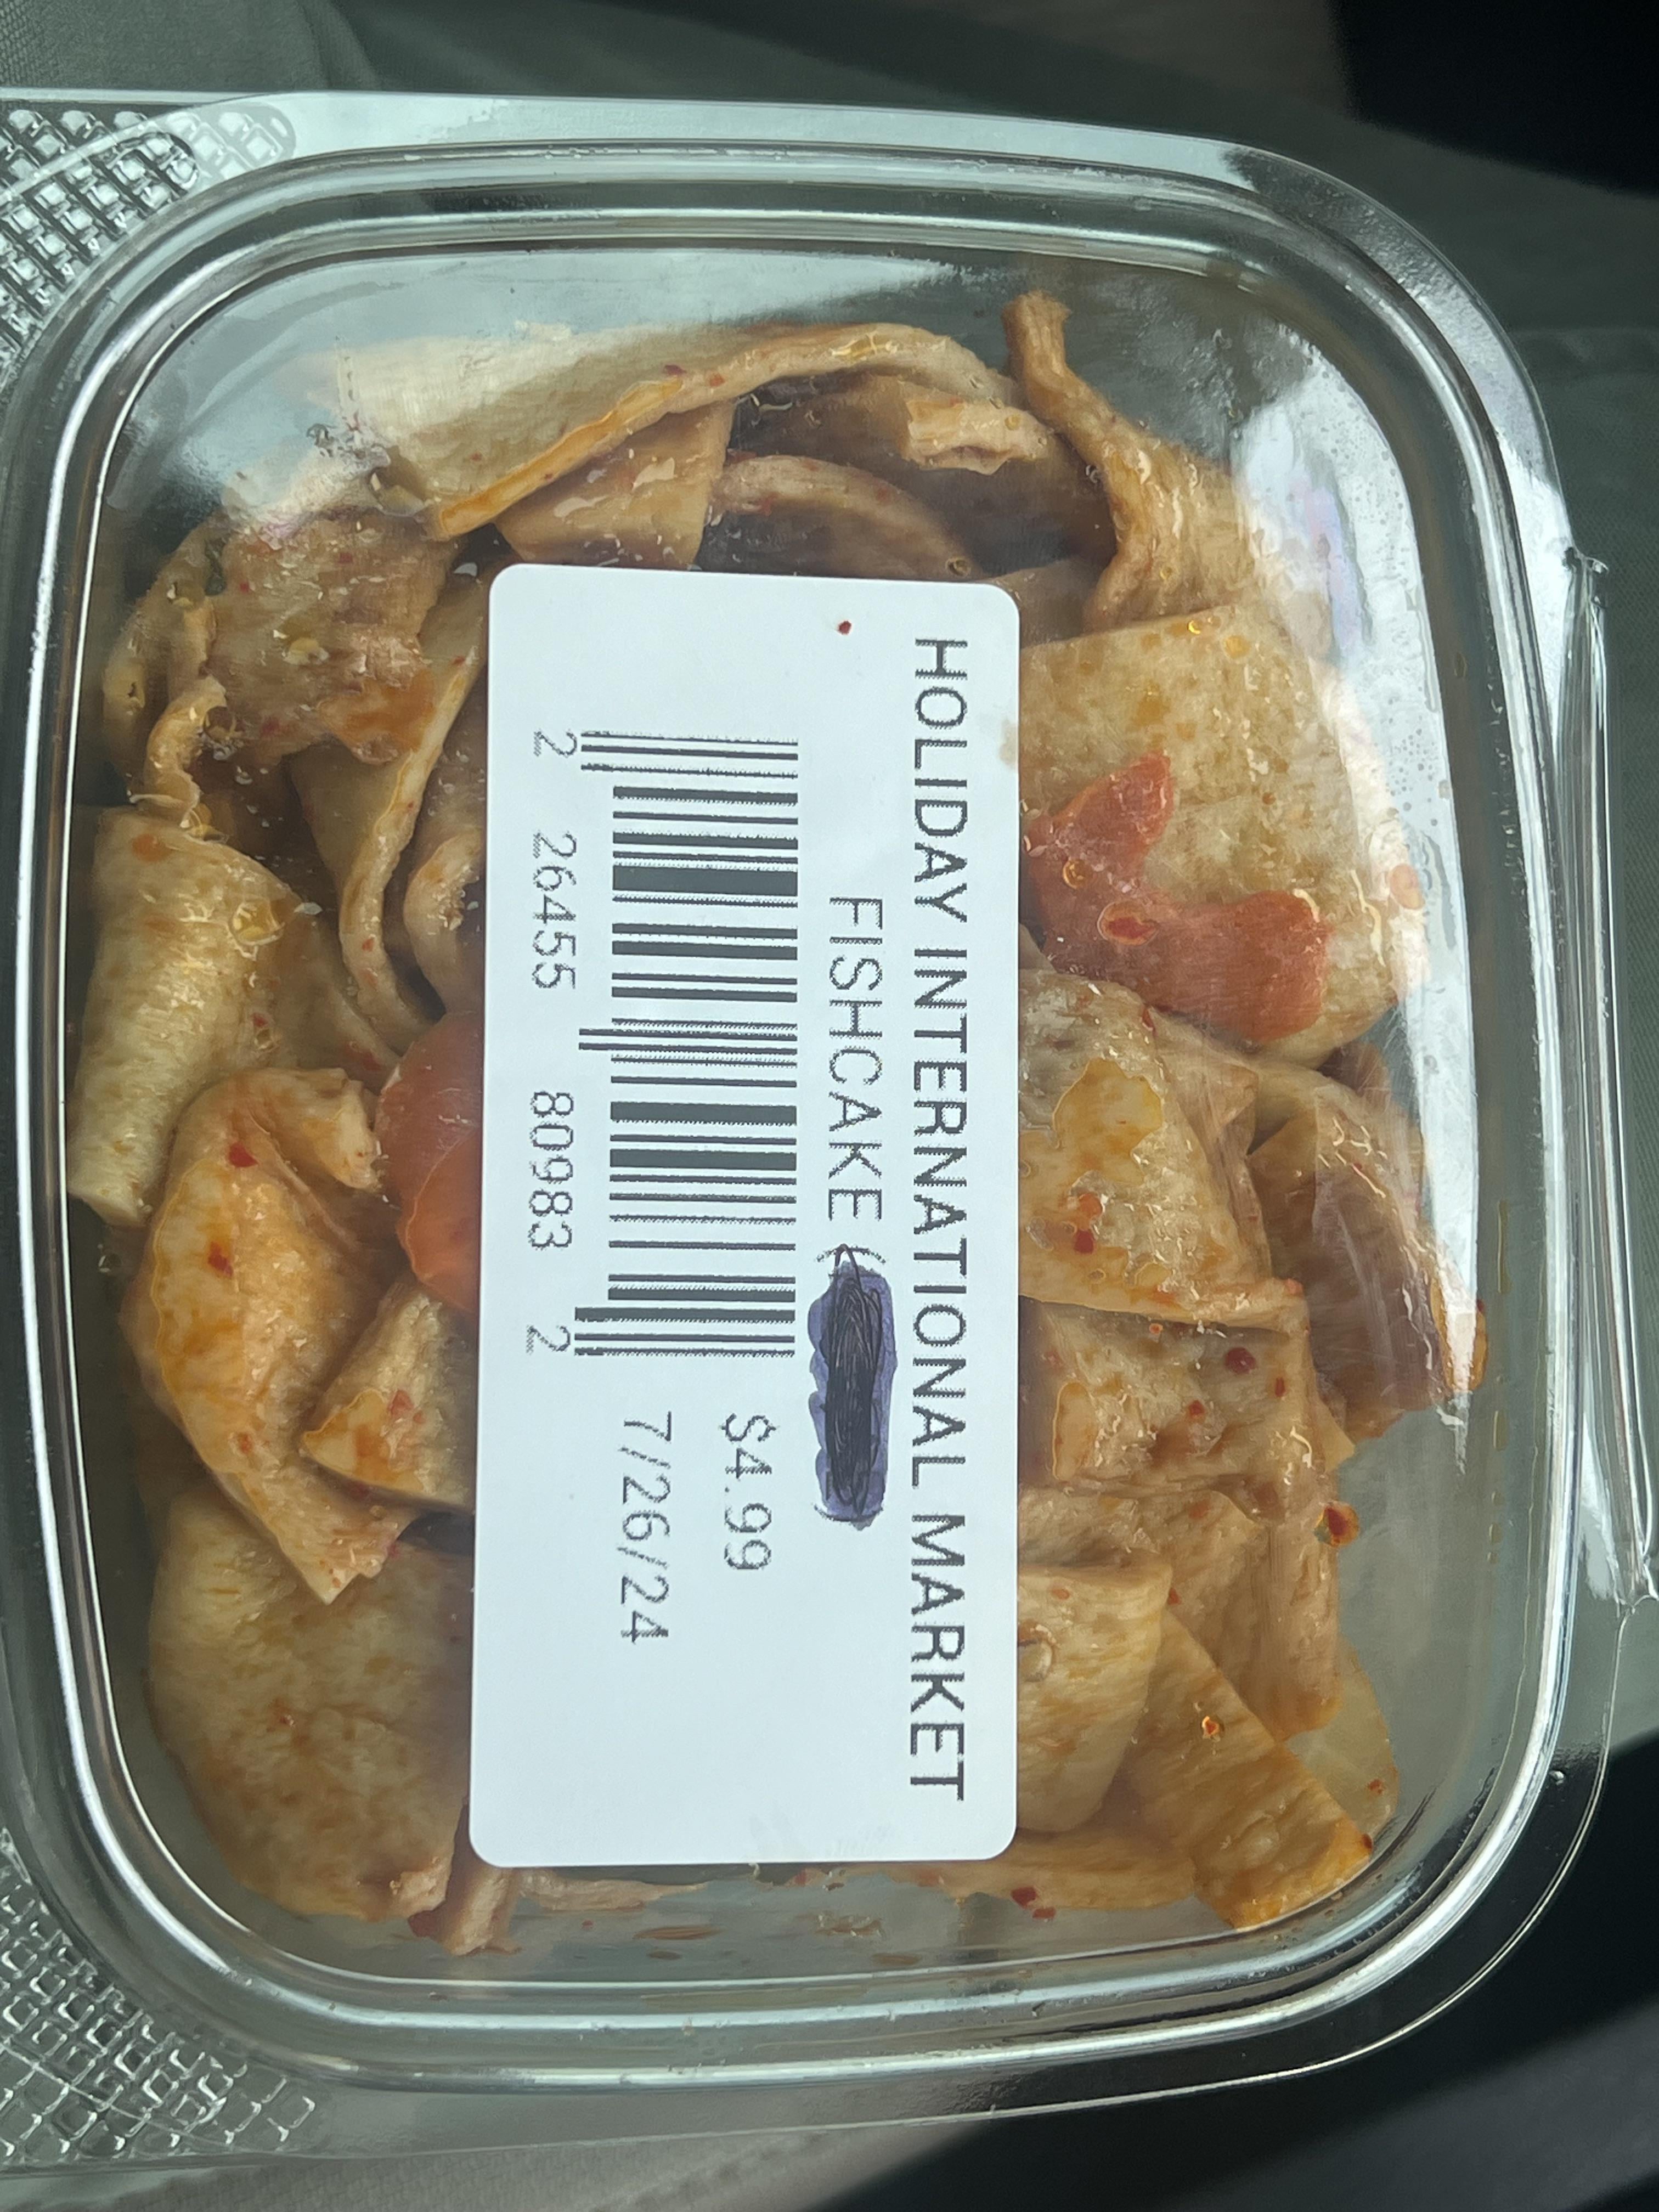 HOLIDAY INTERNATIONAL MARKET
FISHCAKE (
$4.99
7/26/24
2 26455 80983 2